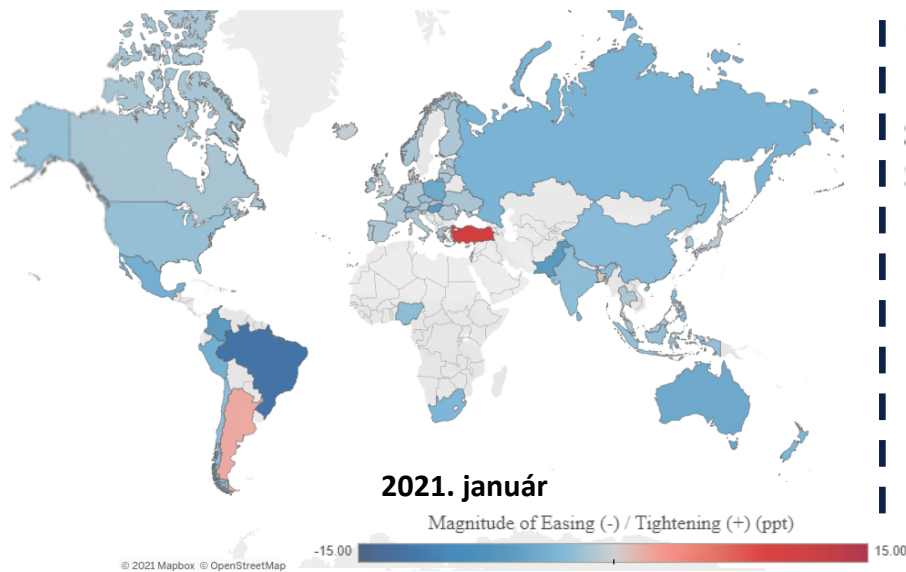 2021. január
Magnitude of Easing (-) / Tightening (+) (ppt)
-15.00
15.00
© 2021 Mapbox © OpenStreetMap